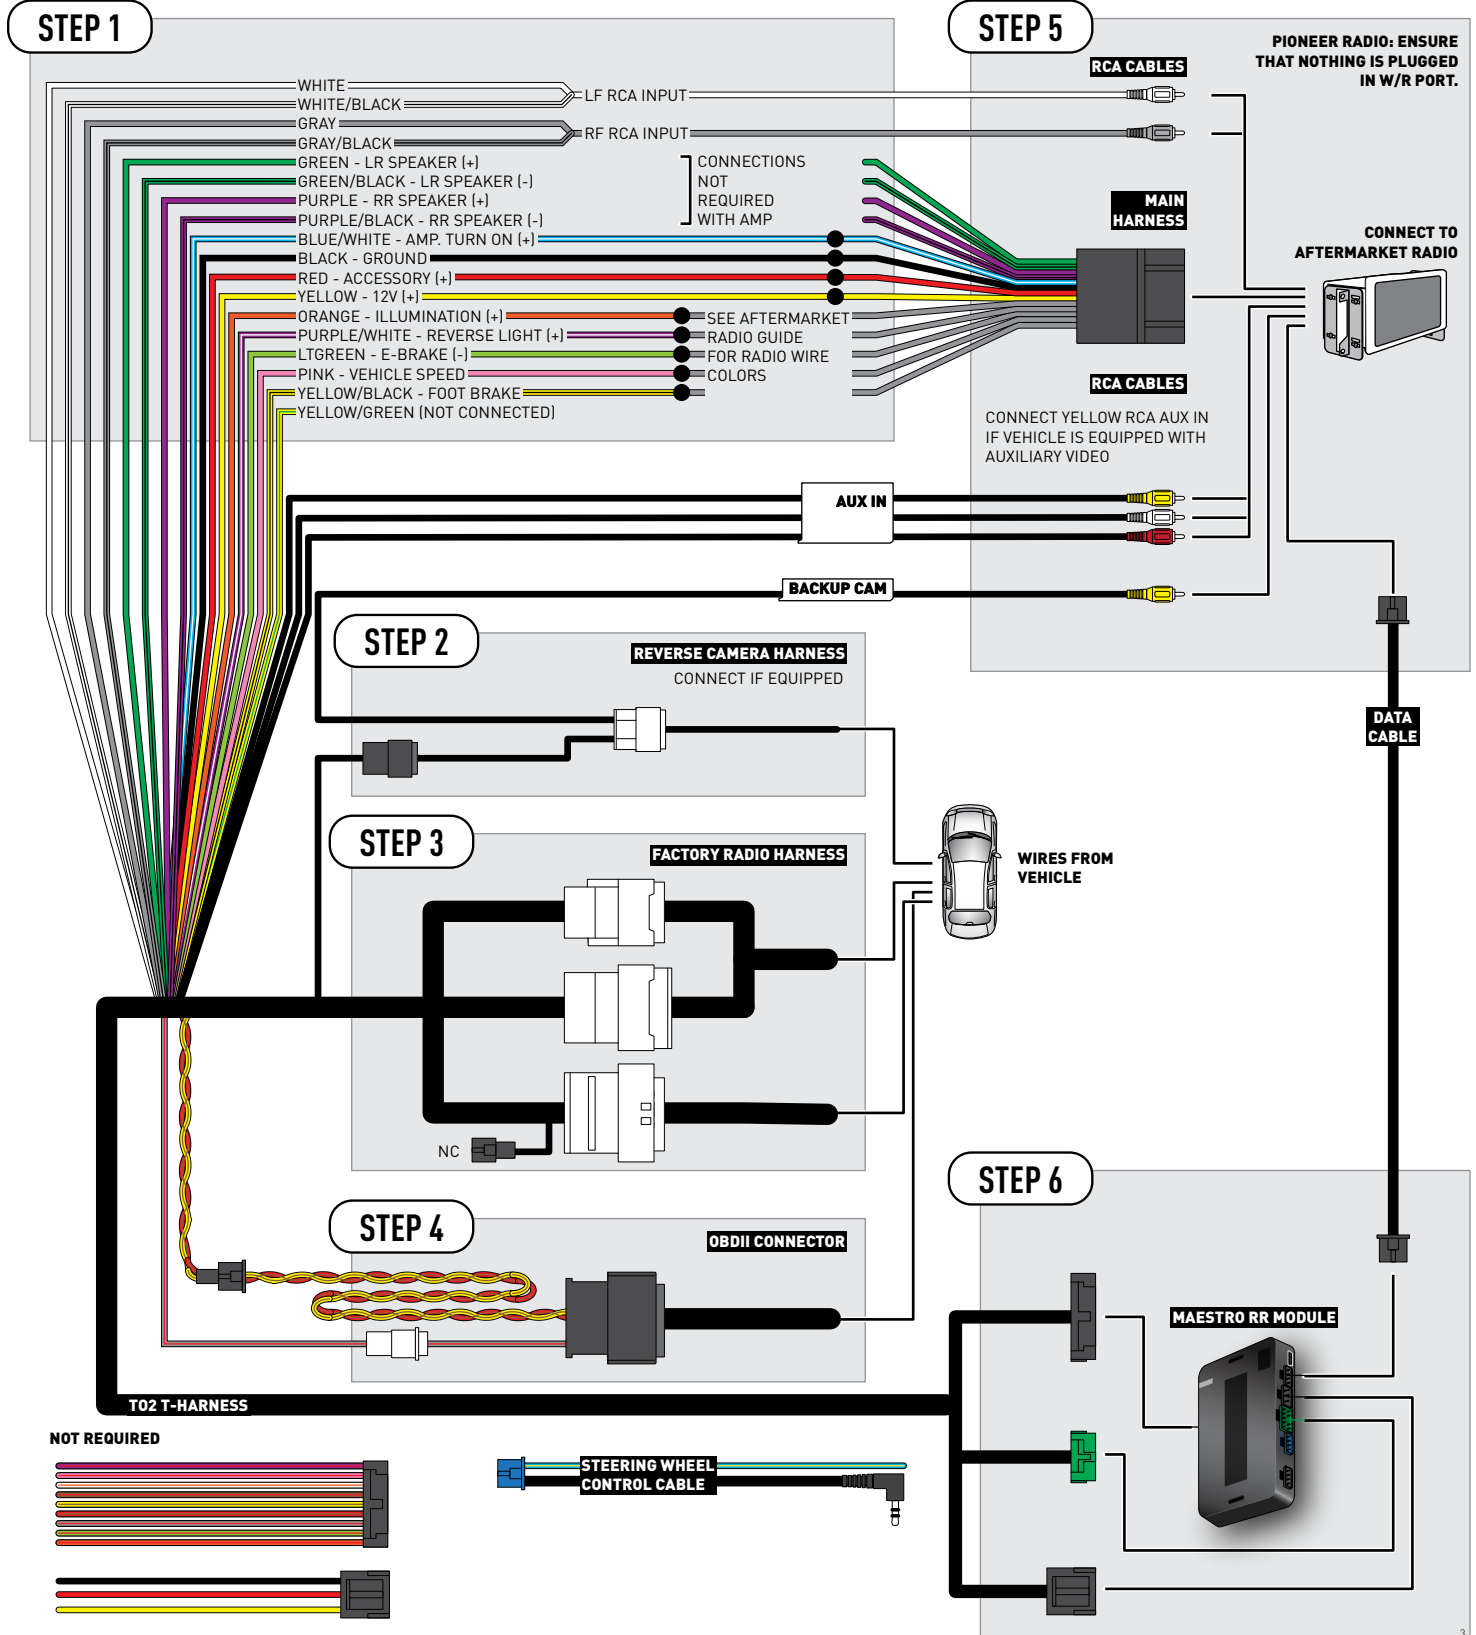 STEP 1
WHITE
WHITE/BLACK
LF RCA INPUT
GRAY
GRAY/BLACK
RF RCA INPUT
GREEN - LR SPEAKER (+)
GREEN/BLACK - LR SPEAKER (-)
PURPLE - RR SPEAKER (+)
PURPLE/BLACK - RR SPEAKER (-)
CONNECTIONS
NOT
REQUIRED
WITH AMP
BLUE/WHITE - AMP. TURN ON (+)
BLACK - GROUND
RED - ACCESSORY (+)
YELLOW - 12V (+)
ORANGE - ILLUMINATION (+)
PURPLE/WHITE - REVERSE LIGHT (+)
LTGREEN - E-BRAKE (-)
PINK - VEHICLE SPEED
YELLOW/BLACK - FOOT BRAKE
YELLOW/GREEN (NOT CONNECTED)
SEE AFTERMARKET
RADIO GUIDE
FOR RADIO WIRE
COLORS
STEP 5
PIONEER RADIO: ENSURE
THAT NOTHING IS PLUGGED
IN W/R PORT.
RCA CABLES
MAIN
HARNESS
CONNECT TO
AFTERMARKET RADIO
RCA CABLES
CONNECT YELLOW RCA AUX IN
IF VEHICLE IS EQUIPPED WITH
AUXILIARY VIDEO
AUX IN
BACKUP CAM
STEP 2
REVERSE CAMERA HARNESS
CONNECT IF EQUIPPED
DATA
CABLE
STEP 3
FACTORY RADIO HARNESS
WIRES FROM
VEHICLE
NC
STEP 4
OBDII CONNECTOR
STEP 6
MAESTRO RR MODULE
TO2 T-HARNESS
NOT REQUIRED
STEERING WHEEL
CONTROL CABLE
3